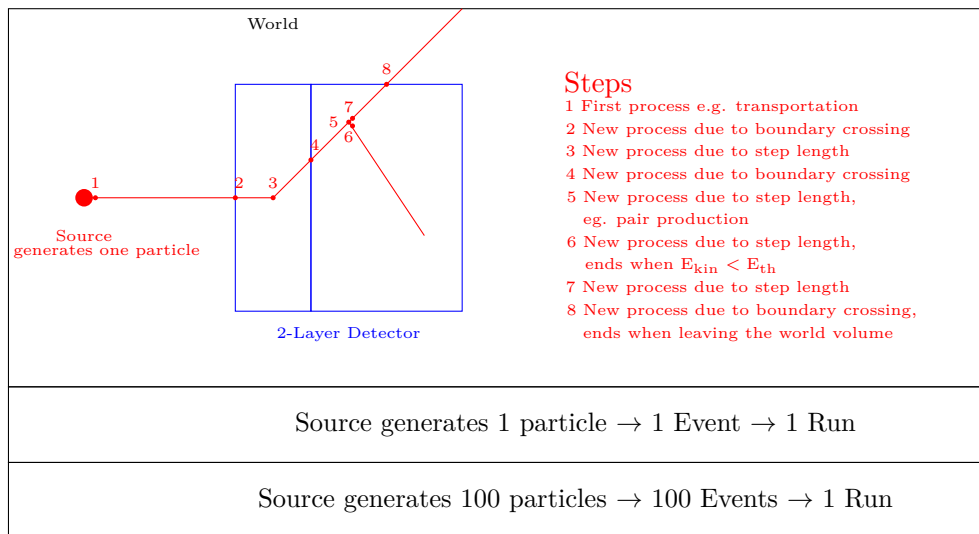 World
8
7
5
6
4
1
2
3
Source
generates one particle
2-Layer Detector
Steps
1 First process e.g. transportation
2 New process due to boundary crossing
3 New process due to step length
4 New process due to boundary crossing
5 New process due to step length,
eg. pair production
6 New process due to step length,
ends when E_kin < E_th
7 New process due to step length
8 New process due to boundary crossing,
ends when leaving the world volume
Source generates 1 particle → 1 Event → 1 Run
Source generates 100 particles → 100 Events → 1 Run